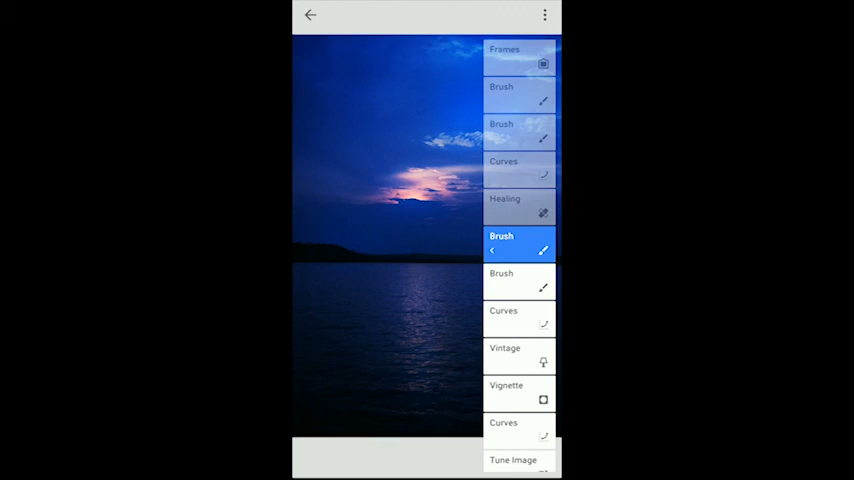 Frames
Brush
Brush
Curves
Healing
Brush
Brush
Curves
Vintage
Vignette
Curves
Tune Image